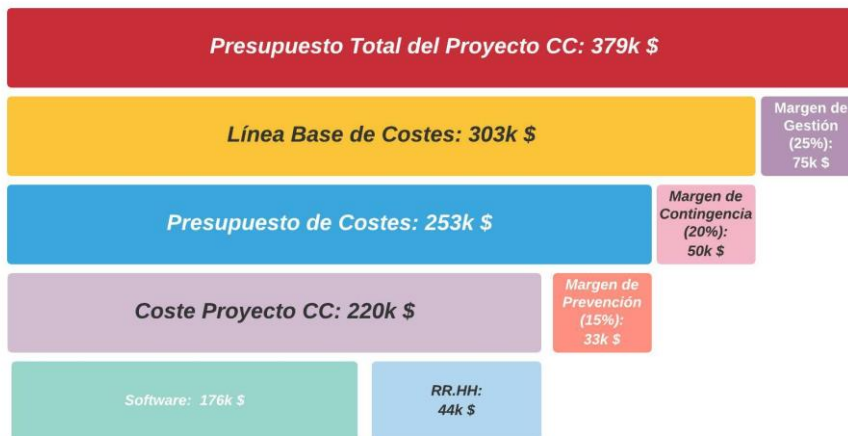 Presupuesto Total del Proyecto CC: 379k $
Línea Base de Costes: 303k $
Margen de
Gestión
(25%):
75k $
Presupuesto de Costes: 253k $
Margen de
Contingencia
(20%):
50k $
Coste Proyecto CC: 220k $
Margen de
Prevención
(15%):
33k $
Software: 176k $
RR.HH:
44k $